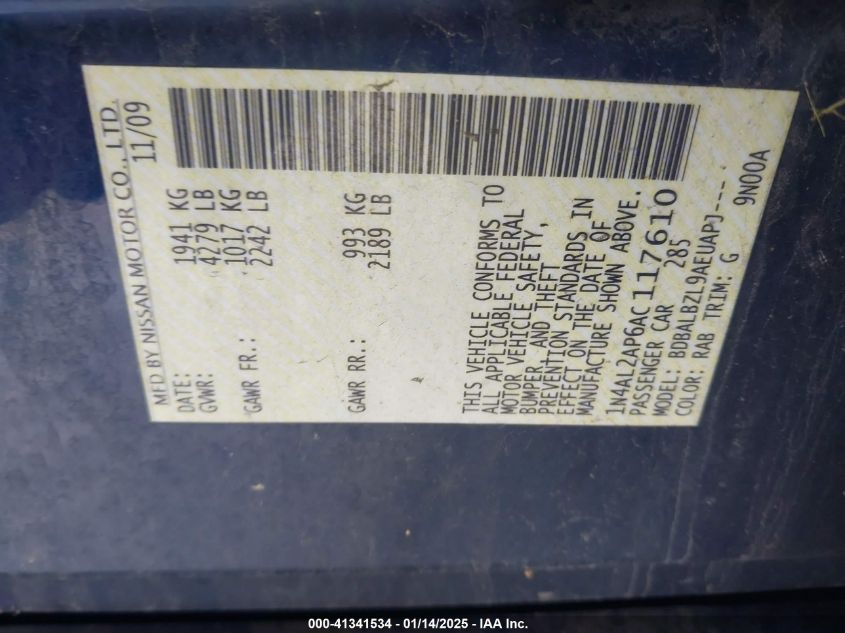 MFD BY NISSAN MOTOR CO., LTD.
DATE: 11/09
GVWR: 1941 KG
4279 LB
GAWR FR.: 1017 KG
2242 LB
GAWR RR.: 993 KG
2189 LB
THIS VEHICLE CONFORMS TO
ALL APPLICABLE FEDERAL
MOTOR VEHICLE SAFETY,
BUMPER, AND THEFT
PREVENTION STANDARDS IN
EFFECT ON THE DATE OF
MANUFACTURE SHOWN ABOVE.
1N4AL2AP6AC117610
PASSENGER CAR 285
MODEL: BDBALBZL9AEUAPJ---
COLOR: RAB TRIM: G 9N00A
000-41341534 - 01/14/2025 - IAA Inc.